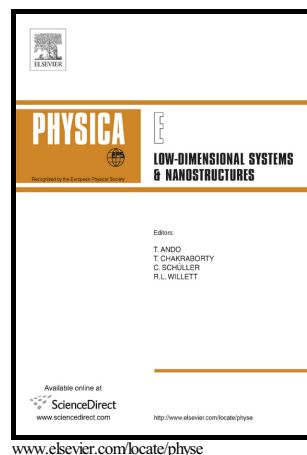 ELSEVIER
PHYSICA E
EPS
Recognized by the European Physical Society
LOW-DIMENSIONAL SYSTEMS
& NANOSTRUCTURES
Editors:
T. ANDO
T. CHAKRABORTY
C. SCHÜLLER
R.L. WILLETT
Available online at
ScienceDirect
www.sciencedirect.com
http://www.elsevier.com/locate/physe
www.elsevier.com/locate/physe